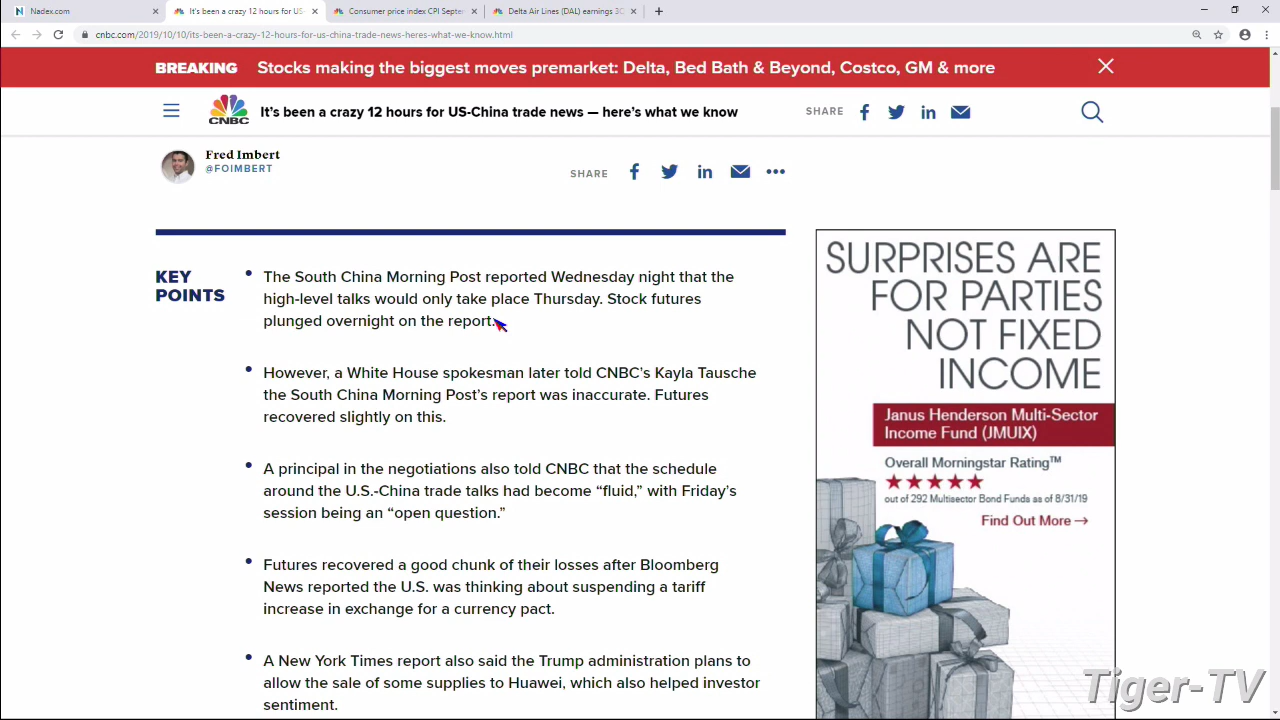 Nadex.com
It's been a crazy 12 hours for US-
Consumer price index CPI Septem
Delta Air Lines (DAL) earnings 3Q
cnbc.com/2019/10/10/its-been-a-crazy-12-hours-for-us-china-trade-news-heres-what-we-know.html
BREAKING Stocks making the biggest moves premarket: Delta, Bed Bath & Beyond, Costco, GM & more
CNBC
It's been a crazy 12 hours for US-China trade news — here's what we know
SHARE
Fred Imbert
@FOIMBERT
SHARE
KEY
POINTS
The South China Morning Post reported Wednesday night that the
high-level talks would only take place Thursday. Stock futures
plunged overnight on the report.
However, a White House spokesman later told CNBC's Kayla Tausche
the South China Morning Post's report was inaccurate. Futures
recovered slightly on this.
A principal in the negotiations also told CNBC that the schedule
around the U.S.-China trade talks had become “fluid,” with Friday's
session being an “open question.”
Futures recovered a good chunk of their losses after Bloomberg
News reported the U.S. was thinking about suspending a tariff
increase in exchange for a currency pact.
A New York Times report also said the Trump administration plans to
allow the sale of some supplies to Huawei, which also helped investor
sentiment.
SURPRISES ARE
FOR PARTIES
NOT FIXED
INCOME
Janus Henderson Multi-Sector
Income Fund (JMUIX)
Overall Morningstar Rating™
★★★★★
out of 292 Multisector Bond Funds as of 8/31/19
Find Out More →
Tiger-TV